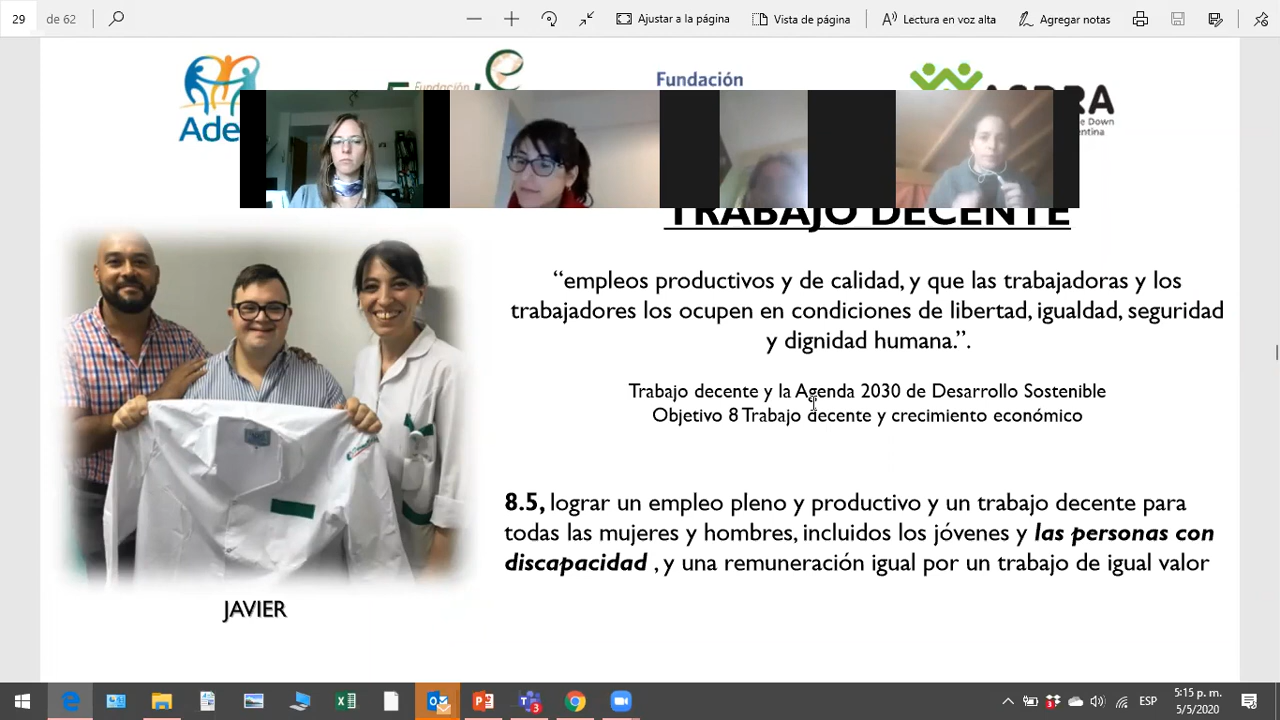 29 de 62 Ajustar a la página Vista de página Lectura en voz alta Agregar notas
Fundación
Fundación
Ade
e Down
entina
TRABAJO DECENTE
“empleos productivos y de calidad, y que las trabajadoras y los
trabajadores los ocupen en condiciones de libertad, igualdad, seguridad
y dignidad humana.”.
Trabajo decente y la Agenda 2030 de Desarrollo Sostenible
Objetivo 8 Trabajo decente y crecimiento económico
8.5, lograr un empleo pleno y productivo y un trabajo decente para
todas las mujeres y hombres, incluidos los jóvenes y las personas con
discapacidad , y una remuneración igual por un trabajo de igual valor
JAVIER
ESP
5:15 p. m.
5/5/2020